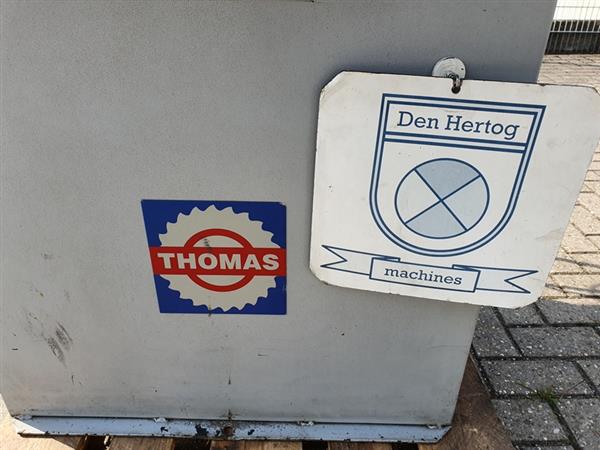 Den Hertog
THOMAS
machines